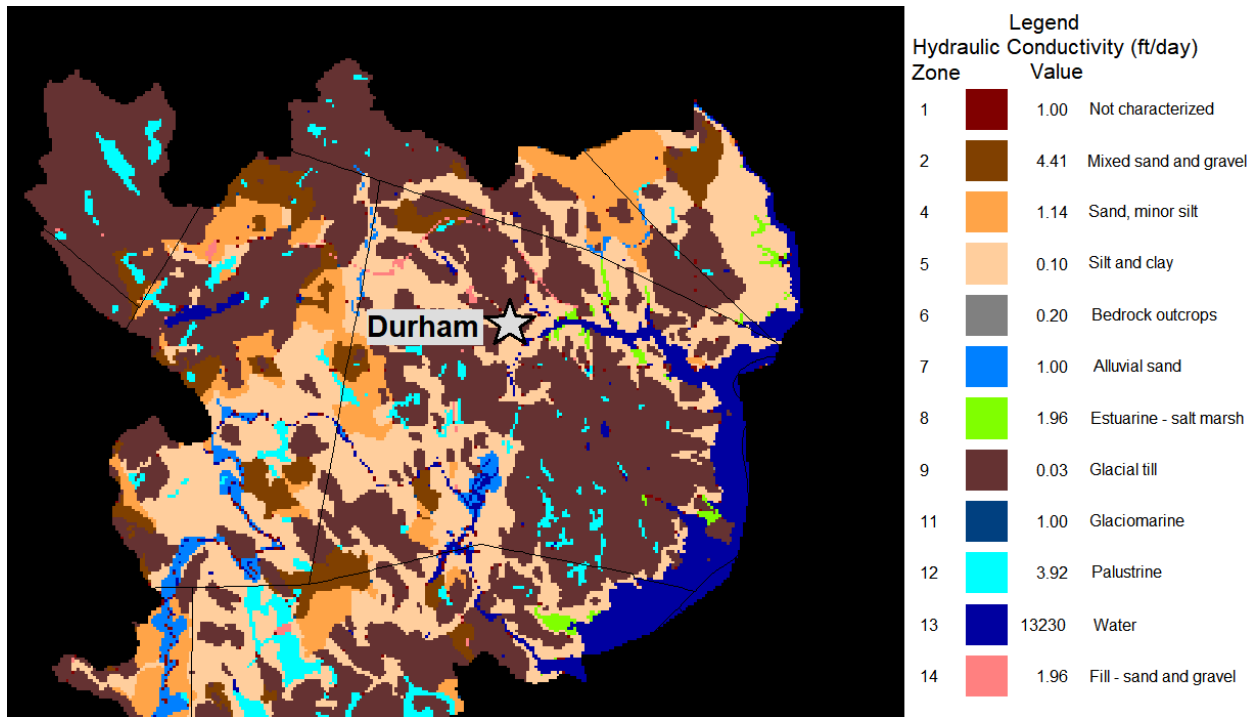 Durham
Legend
Hydraulic Conductivity (ft/day)
Zone Value
1 1.00 Not characterized
2 4.41 Mixed sand and gravel
4 1.14 Sand, minor silt
5 0.10 Silt and clay
6 0.20 Bedrock outcrops
7 1.00 Alluvial sand
8 1.96 Estuarine - salt marsh
9 0.03 Glacial till
11 1.00 Glaciomarine
12 3.92 Palustrine
13 13230 Water
14 1.96 Fill - sand and gravel